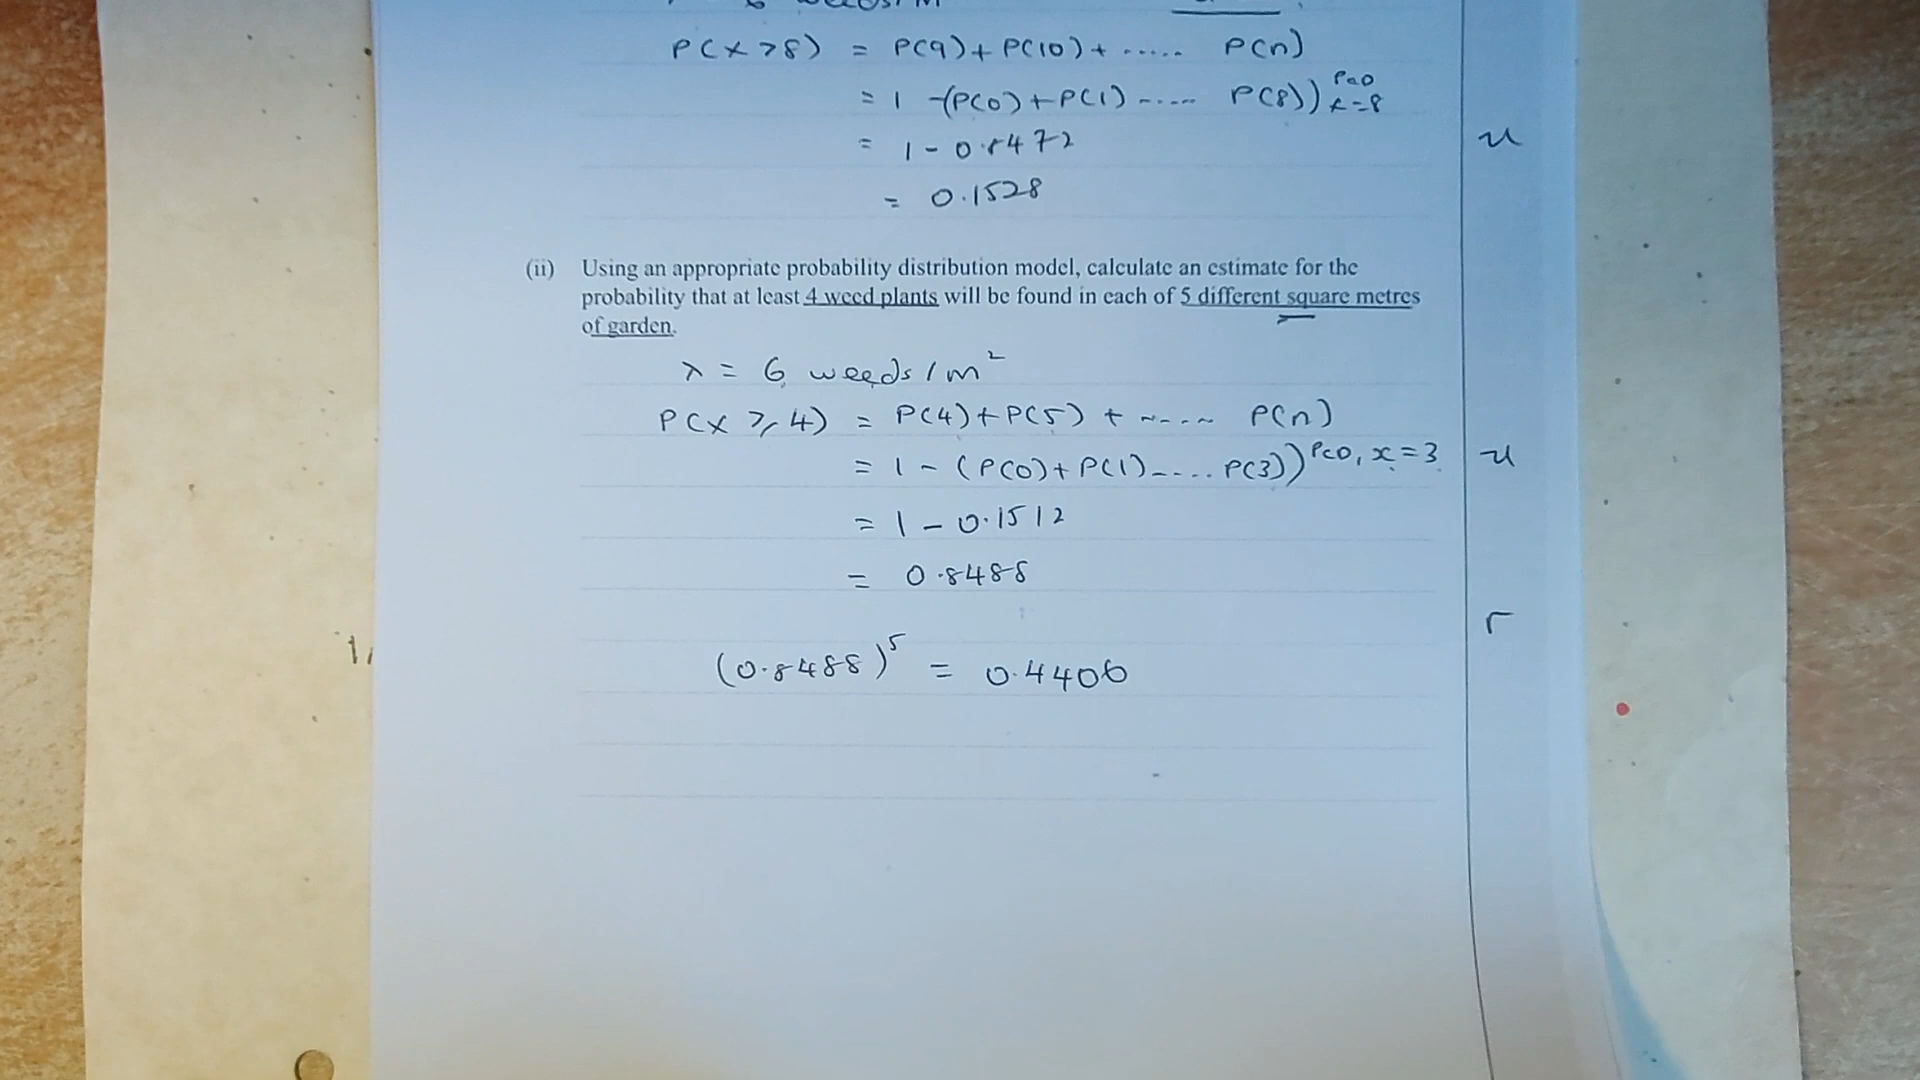 P(x>8) = P(9)+P(10)+ ..... P(n)
= 1 -(P(0)+P(1) ..... P(8)) PCD x=8
= 1 - 0.8472 u
= 0.1528
(ii) Using an appropriate probability distribution model, calculate an estimate for the
probability that at least 4 weed plants will be found in each of 5 different square metres
of garden.
λ = 6 weeds/m²
P(x ≥ 4) = P(4)+P(5) + ..... P(n)
= 1 - (P(0)+P(1)..... P(3)) PCD, x=3 u
= 1 - 0.1512
= 0.8488
r
(0.8488)⁵ = 0.4406